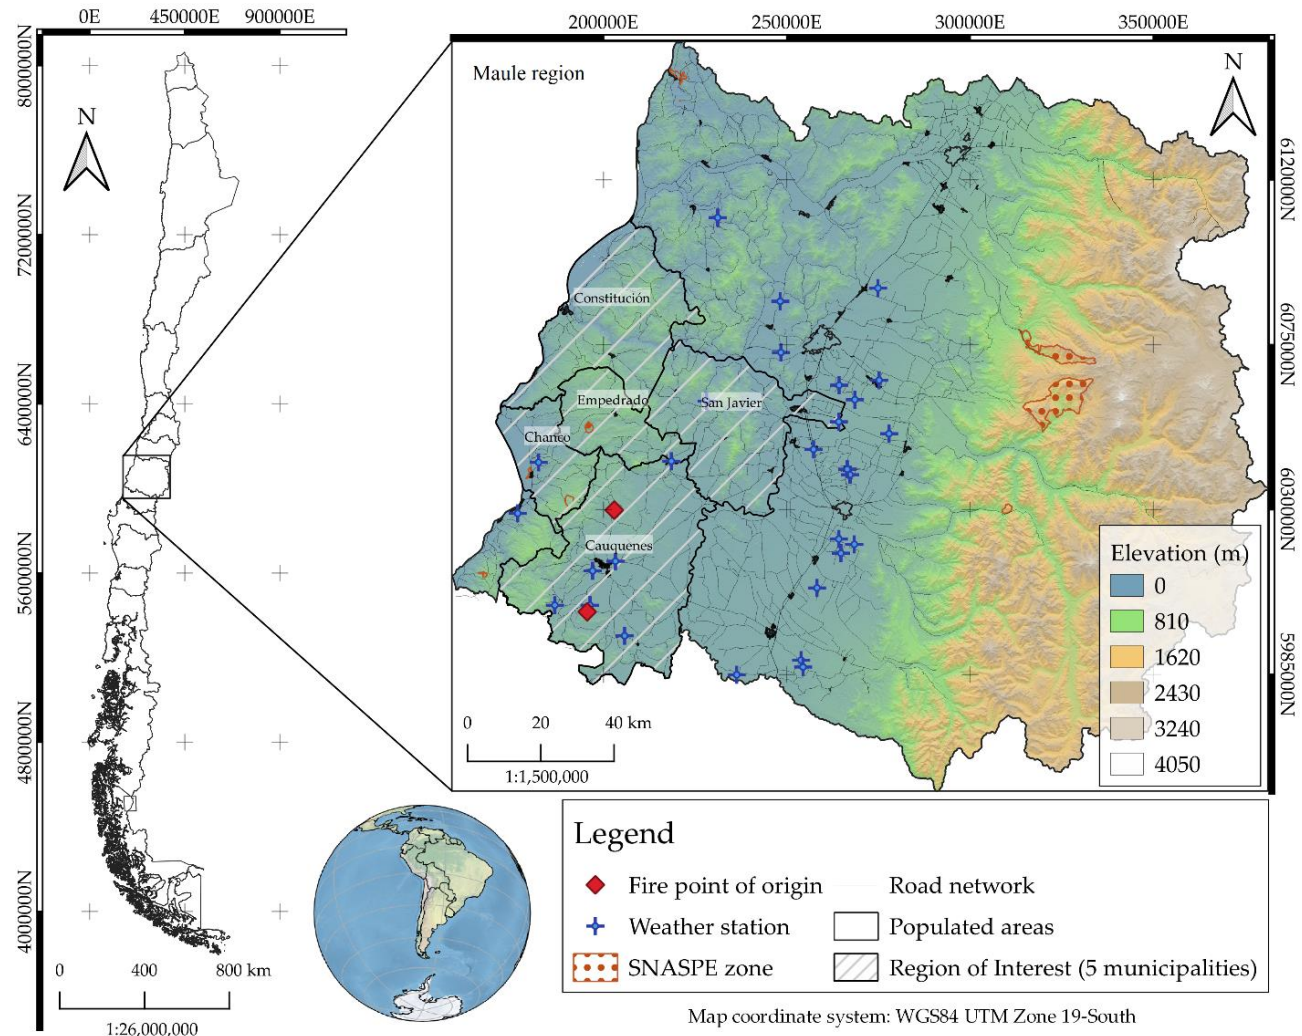 0E 450000E 900000E
8000000N
7200000N
6400000N
5600000N
4800000N
4000000N
N
0 400 800 km
1:26,000,000
200000E 250000E 300000E 350000E
Maule region
N
6120000N
6075000N
6030000N
5985000N
Constitución
Empedrado
San Javier
Chanco
Cauquenes
0 20 40 km
1:1,500,000
Elevation (m)
0
810
1620
2430
3240
4050
Legend
Fire point of origin
Weather station
SNASPE zone
Road network
Populated areas
Region of Interest (5 municipalities)
Map coordinate system: WGS84 UTM Zone 19-South